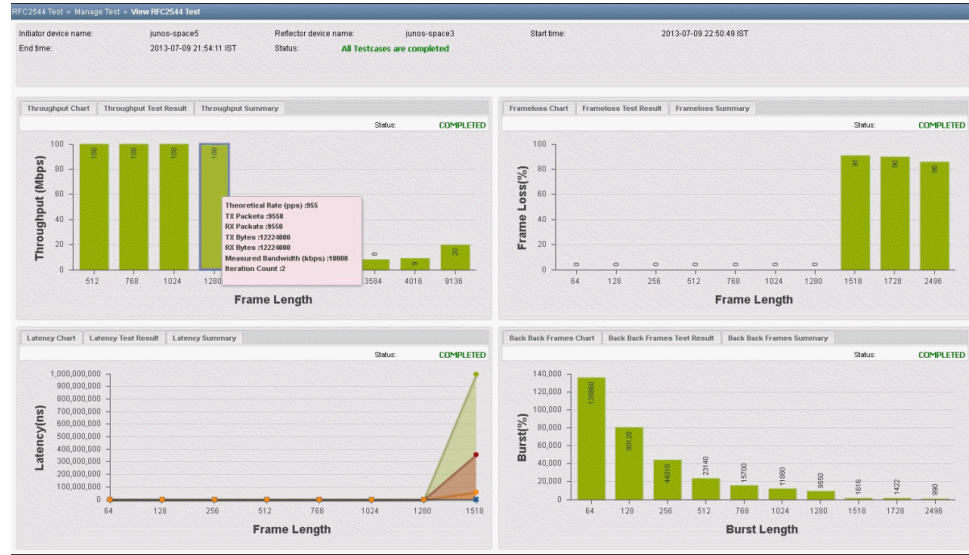 RFC2544 Test » Manage Test » View RFC2544 Test
Initiator device name: junos-space5 Reflector device name: junos-space3 Start time: 2013-07-09 22:50:49 IST
End time: 2013-07-09 21:54:11 IST Status: All Testcases are completed
Throughput Chart Throughput Test Result Throughput Summary
Status: COMPLETED
Throughput (Mbps)
100
80
60
40
20
0
100 100 100 100 9 20
Theoretical Rate (pps) :955
TX Packets :9550
RX Packats :9550
TX Bytes :12224000
RX Bytes :12224000
Measured Bandwidth (kbps) :10000
Iteration Count :2
512 768 1024 1280 3584 4016 9136
Frame Length
Frameloss Chart Frameloss Test Result Frameloss Summary
Status: COMPLETED
Frame Loss(%)
100
80
60
40
20
0
0 0 0 0 0 0 0 91 90 86
64 128 256 512 768 1024 1280 1518 1728 2496
Frame Length
Latency Chart Latency Test Result Latency Summary
Status: COMPLETED
Latency(ns)
1,000,000,000
900,000,000
800,000,000
700,000,000
600,000,000
500,000,000
400,000,000
300,000,000
200,000,000
100,000,000
0
64 128 256 512 768 1024 1280 1518
Frame Length
Back Back Frames Chart Back Back Frames Test Result Back Back Frames Summary
Status: COMPLETED
Burst(%)
140,000
120,000
100,000
80,000
60,000
40,000
20,000
0
135860 80120 44010 23140 15700 11880 9550 1616 1422 990
64 128 256 512 768 1024 1280 1518 1728 2496
Burst Length